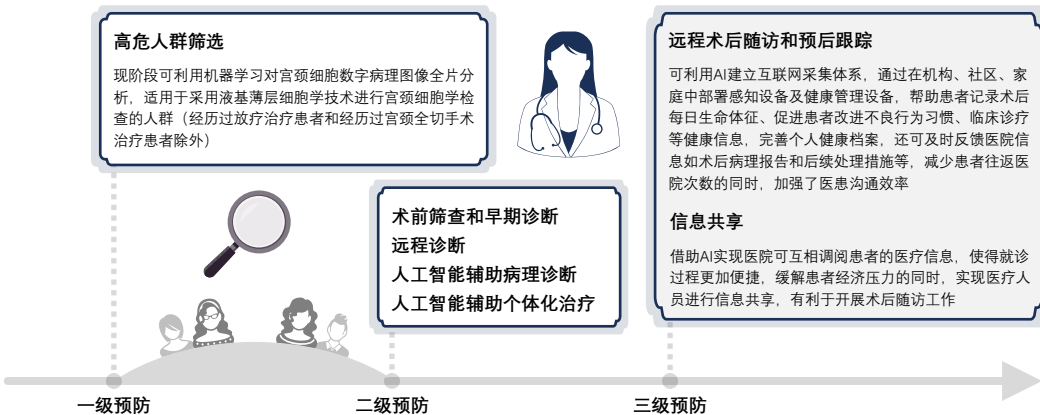 高危人群筛选
现阶段可利用机器学习对宫颈细胞数字病理图像全片分
析，适用于采用液基薄层细胞学技术进行宫颈细胞学检
查的人群（经历过放疗治疗患者和经历过宫颈全切手术
治疗患者除外）
术前筛查和早期诊断
远程诊断
人工智能辅助病理诊断
人工智能辅助个体化治疗
远程术后随访和预后跟踪
可利用AI建立互联网采集体系，通过在机构、社区、家
庭中部署感知设备及健康管理设备，帮助患者记录术后
每日生命体征、促进患者改进不良行为习惯、临床诊疗
等健康信息，完善个人健康档案，还可及时反馈医院信
息如术后病理报告和后续处理措施等，减少患者往返医
院次数的同时，加强了医患沟通效率
信息共享
借助AI实现医院可互相调阅患者的医疗信息，使得就诊
过程更加便捷，缓解患者经济压力的同时，实现医疗人
员进行信息共享，有利于开展术后随访工作
一级预防
二级预防
三级预防